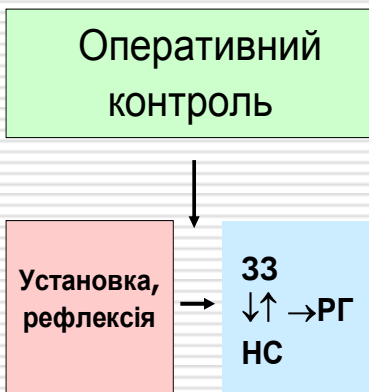 Оперативний
контроль
Установка,
рефлексія
ЗЗ
↓↑ →РГ
НС